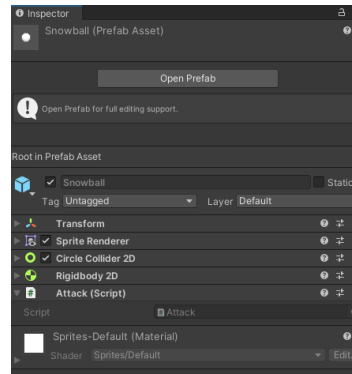 Inspector
Snowball (Prefab Asset)
Open Prefab
Open Prefab for full editing support.
Root in Prefab Asset
Snowball Static
Tag Untagged Layer Default
Transform
Sprite Renderer
Circle Collider 2D
Rigidbody 2D
Attack (Script)
Script Attack
Sprites-Default (Material)
Shader Sprites/Default Edit.